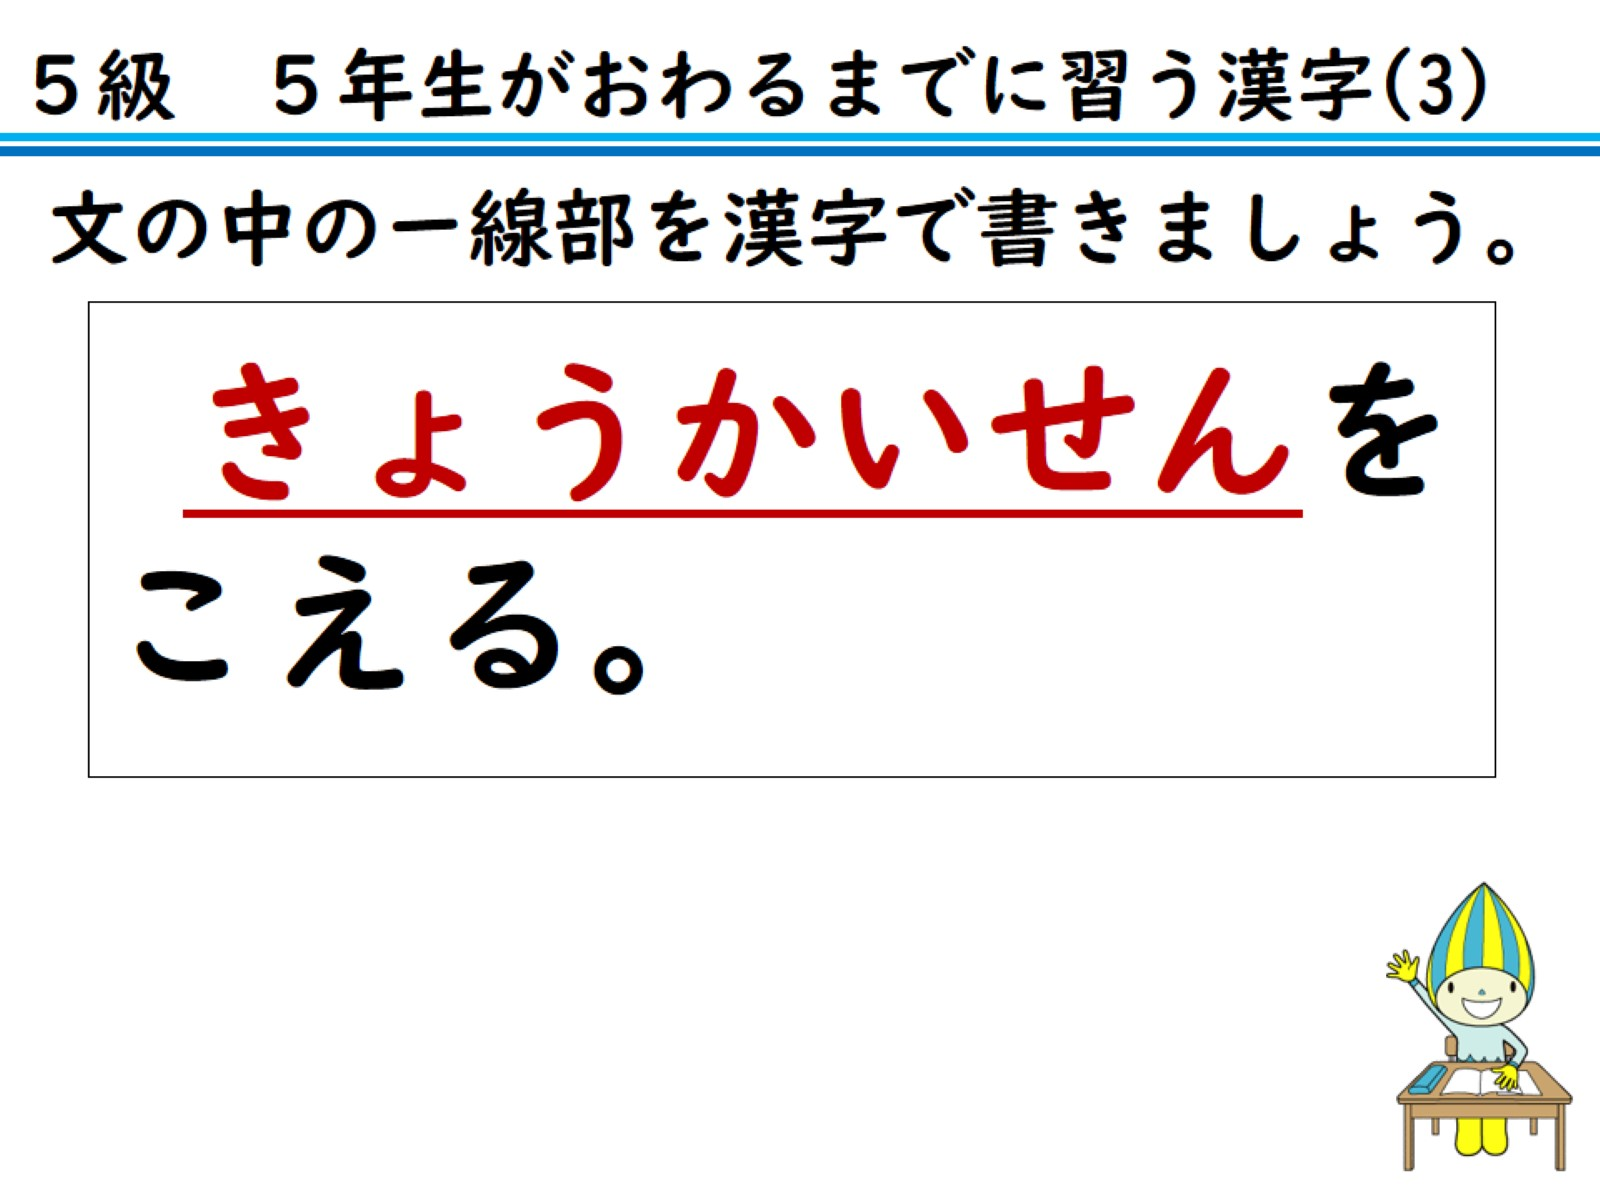 ５級　５年生がおわるまでに習う漢字(3)
文の中の―線部を漢字で書きましょう。
きょうかいせんを
こえる。